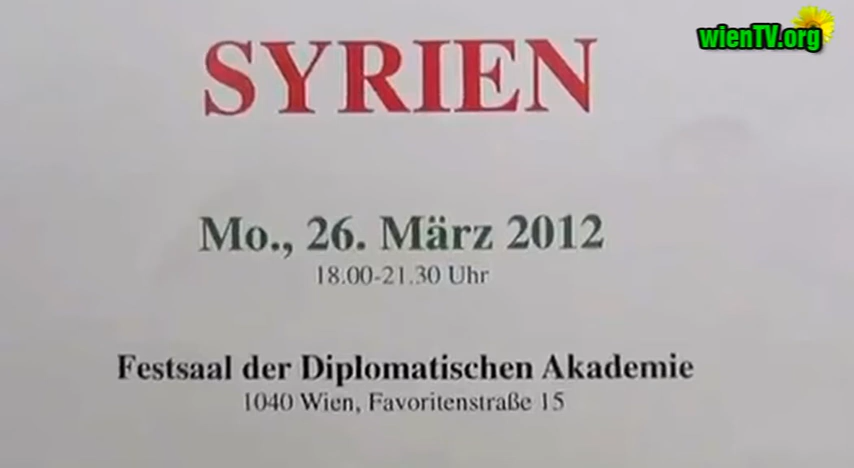 wienTV.org
SYRIEN
Mo., 26. März 2012
18.00-21.30 Uhr
Festsaal der Diplomatischen Akademie
1040 Wien, Favoritenstraße 15